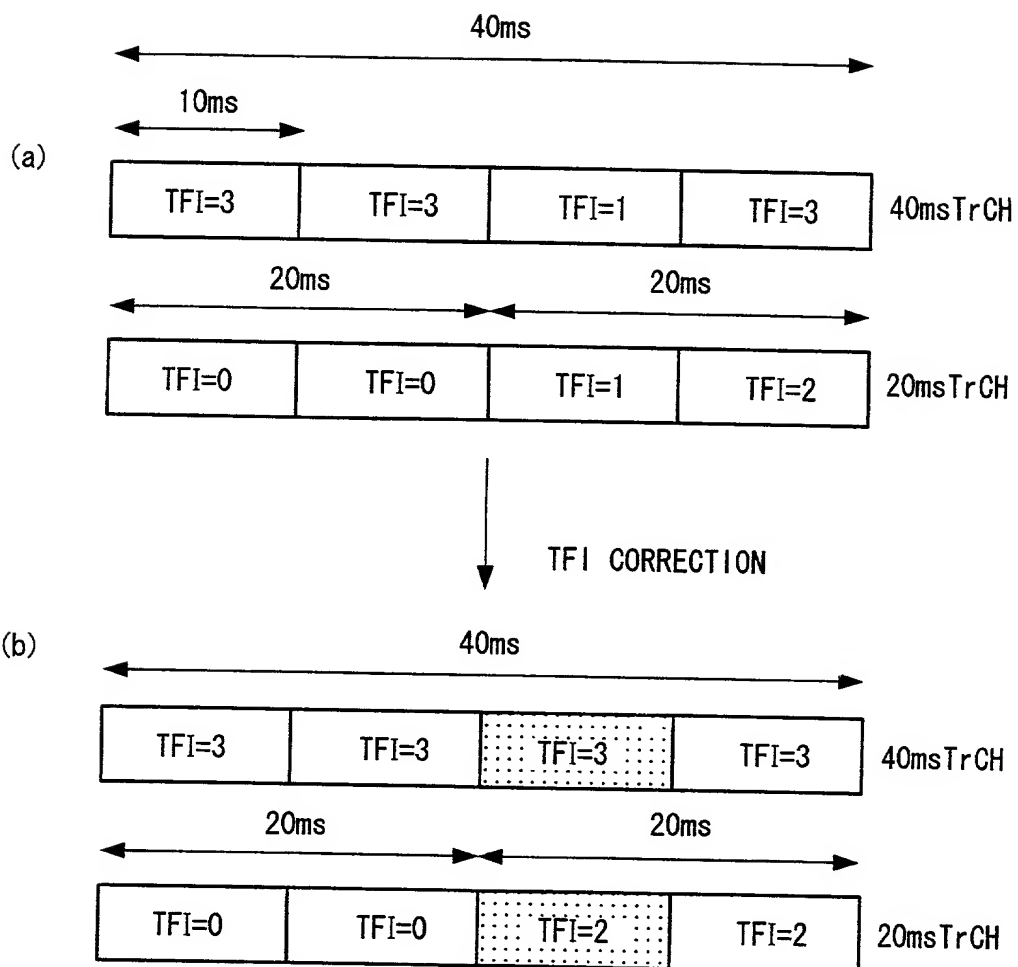 40ms
10ms
(a)
TFI=3 TFI=3 TFI=1 TFI=3 40msTrCH
20ms 20ms
TFI=0 TFI=0 TFI=1 TFI=2 20msTrCH
TFI CORRECTION
(b)
40ms
TFI=3 TFI=3 TFI=3 TFI=3 40msTrCH
20ms 20ms
TFI=0 TFI=0 TFI=2 TFI=2 20msTrCH